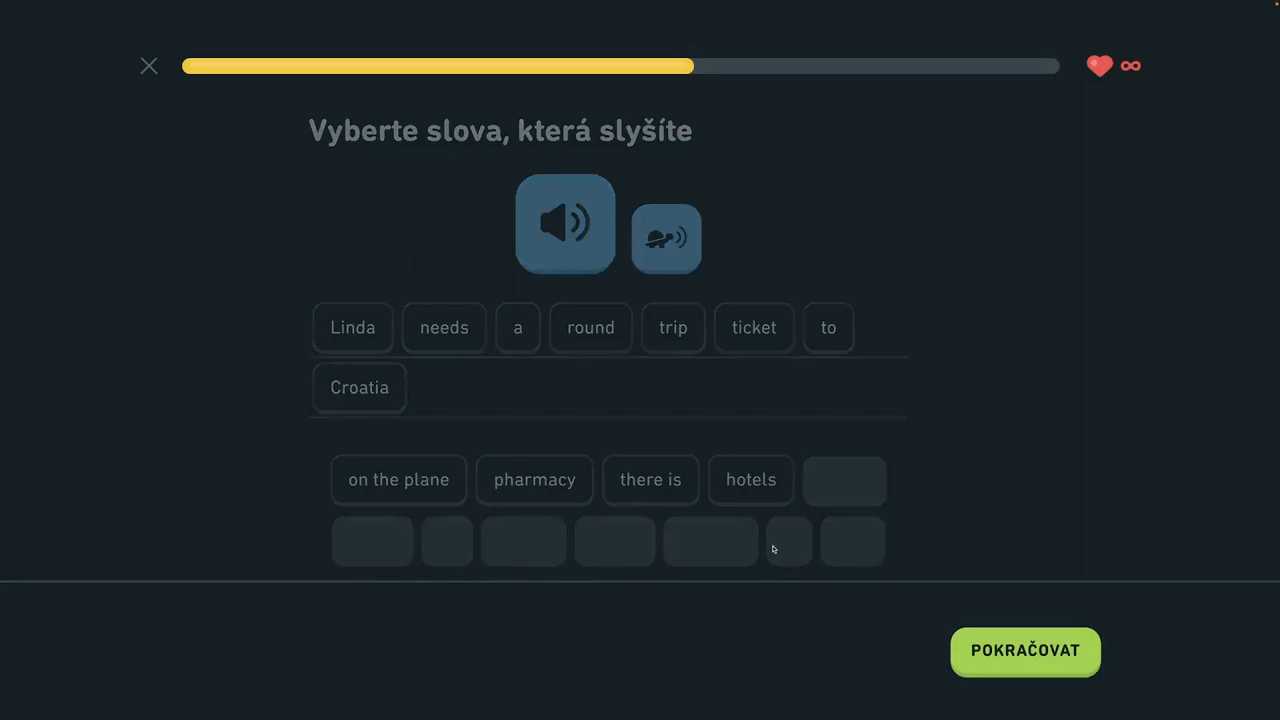 Vyberte slova, která slyšíte
Linda needs a round trip ticket to
Croatia
on the plane pharmacy there is hotels
POKRAČOVAT